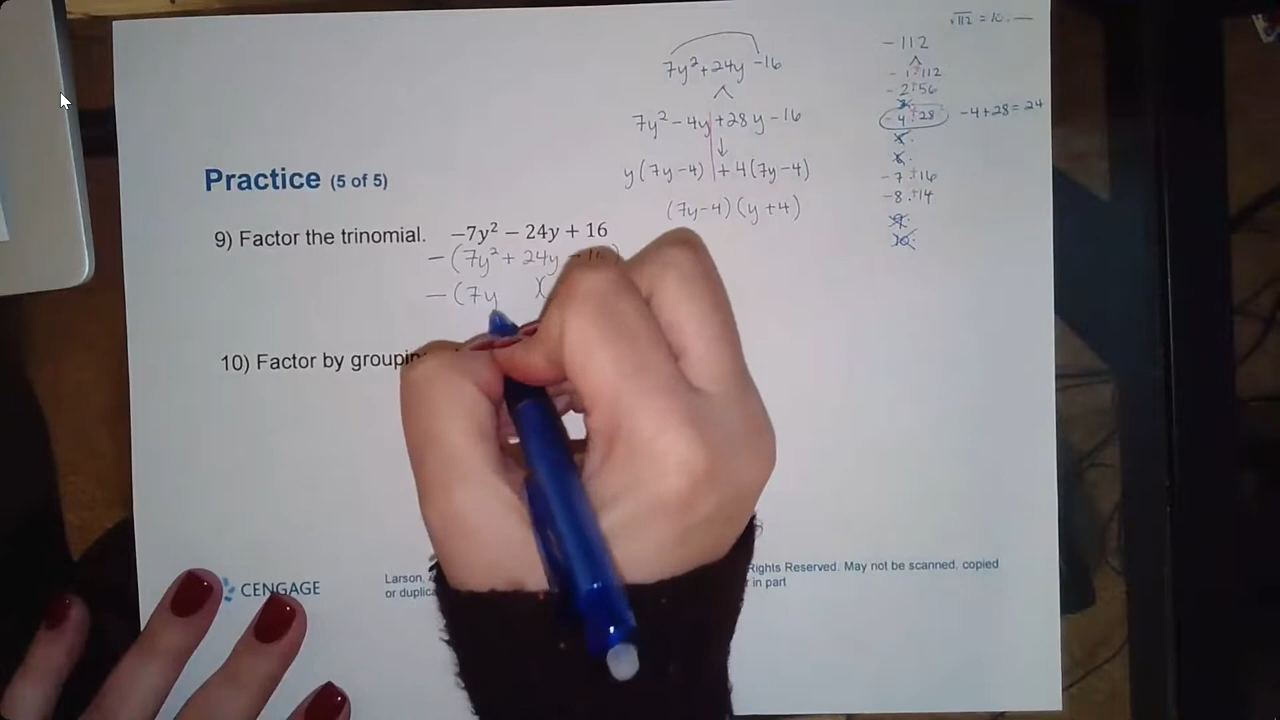 √112 = 10. —
7y² + 24y - 16
7y² - 4y + 28y - 16
y(7y-4) + 4(7y-4)
(7y-4)(y+4)
-112
- 1 · + 112
- 2 · + 56
- 4 · + 28 -4 + 28 = 24
- 7 · + 16
- 8 · + 14
Practice (5 of 5)
9) Factor the trinomial. −7y² − 24y + 16
- (7y² + 24y - 16)
- (7y )(
10) Factor by
CENGAGE
Larson,
Rights Reserved. May not be scanned, copied
or
in part